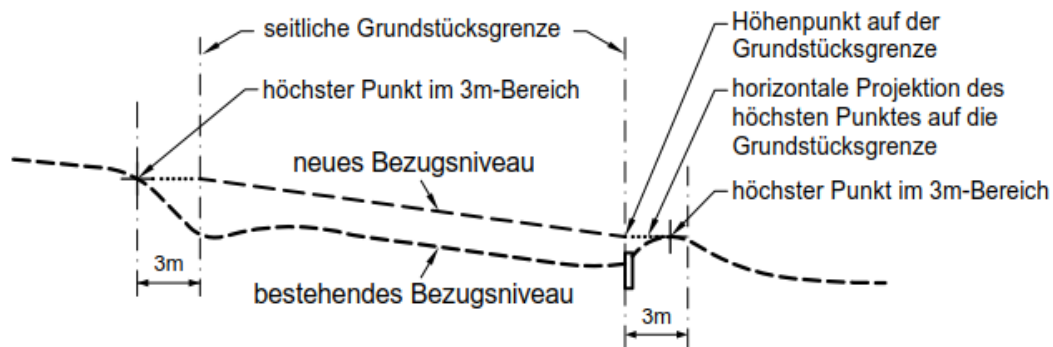 seitliche Grundstücksgrenze
höchster Punkt im 3m-Bereich
neues Bezugsniveau
bestehendes Bezugsniveau
3m
Höhenpunkt auf der
Grundstücksgrenze
horizontale Projektion des
höchsten Punktes auf die
Grundstücksgrenze
höchster Punkt im 3m-Bereich
3m